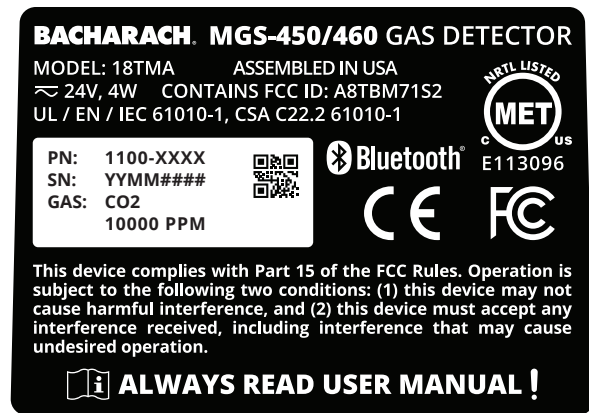 BACHARACH. MGS-450/460 GAS DETECTOR
MODEL: 18TMA ASSEMBLED IN USA
⎓ 24V, 4W CONTAINS FCC ID: A8TBM71S2
UL / EN / IEC 61010-1, CSA C22.2 61010-1
NRTL LISTED
MET
C US
E113096
PN: 1100-XXXX
SN: YYMM####
GAS: CO2
10000 PPM
Bluetooth®
CE FC
This device complies with Part 15 of the FCC Rules. Operation is
subject to the following two conditions: (1) this device may not
cause harmful interference, and (2) this device must accept any
interference received, including interference that may cause
undesired operation.
ALWAYS READ USER MANUAL!